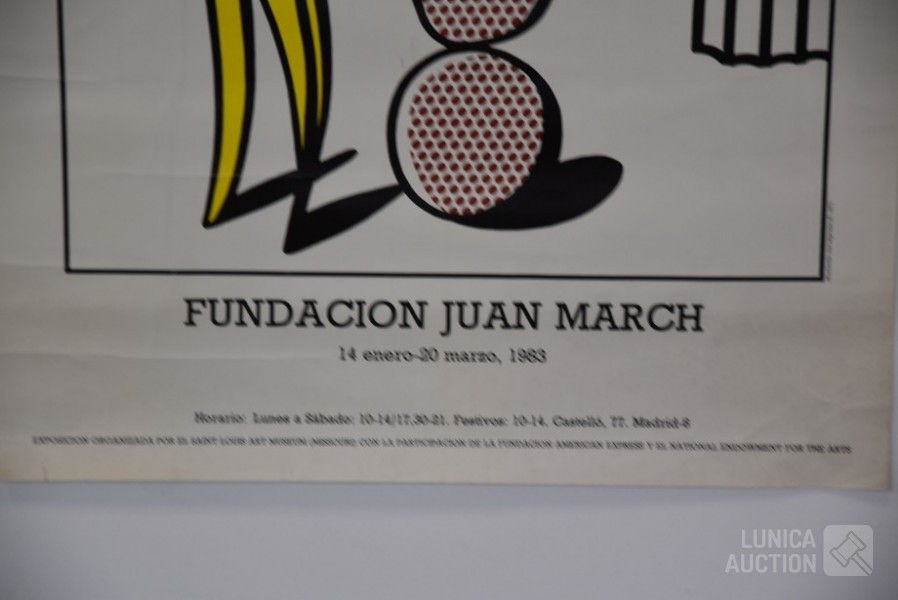 FUNDACION JUAN MARCH
14 enero-20 marzo, 1983
Horario: Lunes a Sábado: 10-14/17,30-21. Festivos: 10-14. Castelló, 77. Madrid-6
EXPOSICION ORGANIZADA POR EL SAINT LOUIS ART MUSEUM (MISSOURI) CON LA PARTICIPACION DE LA FUNDACION AMERICAN EXPRESS Y EL NATIONAL ENDOWMENT FOR THE ARTS
LUNICA
AUCTION